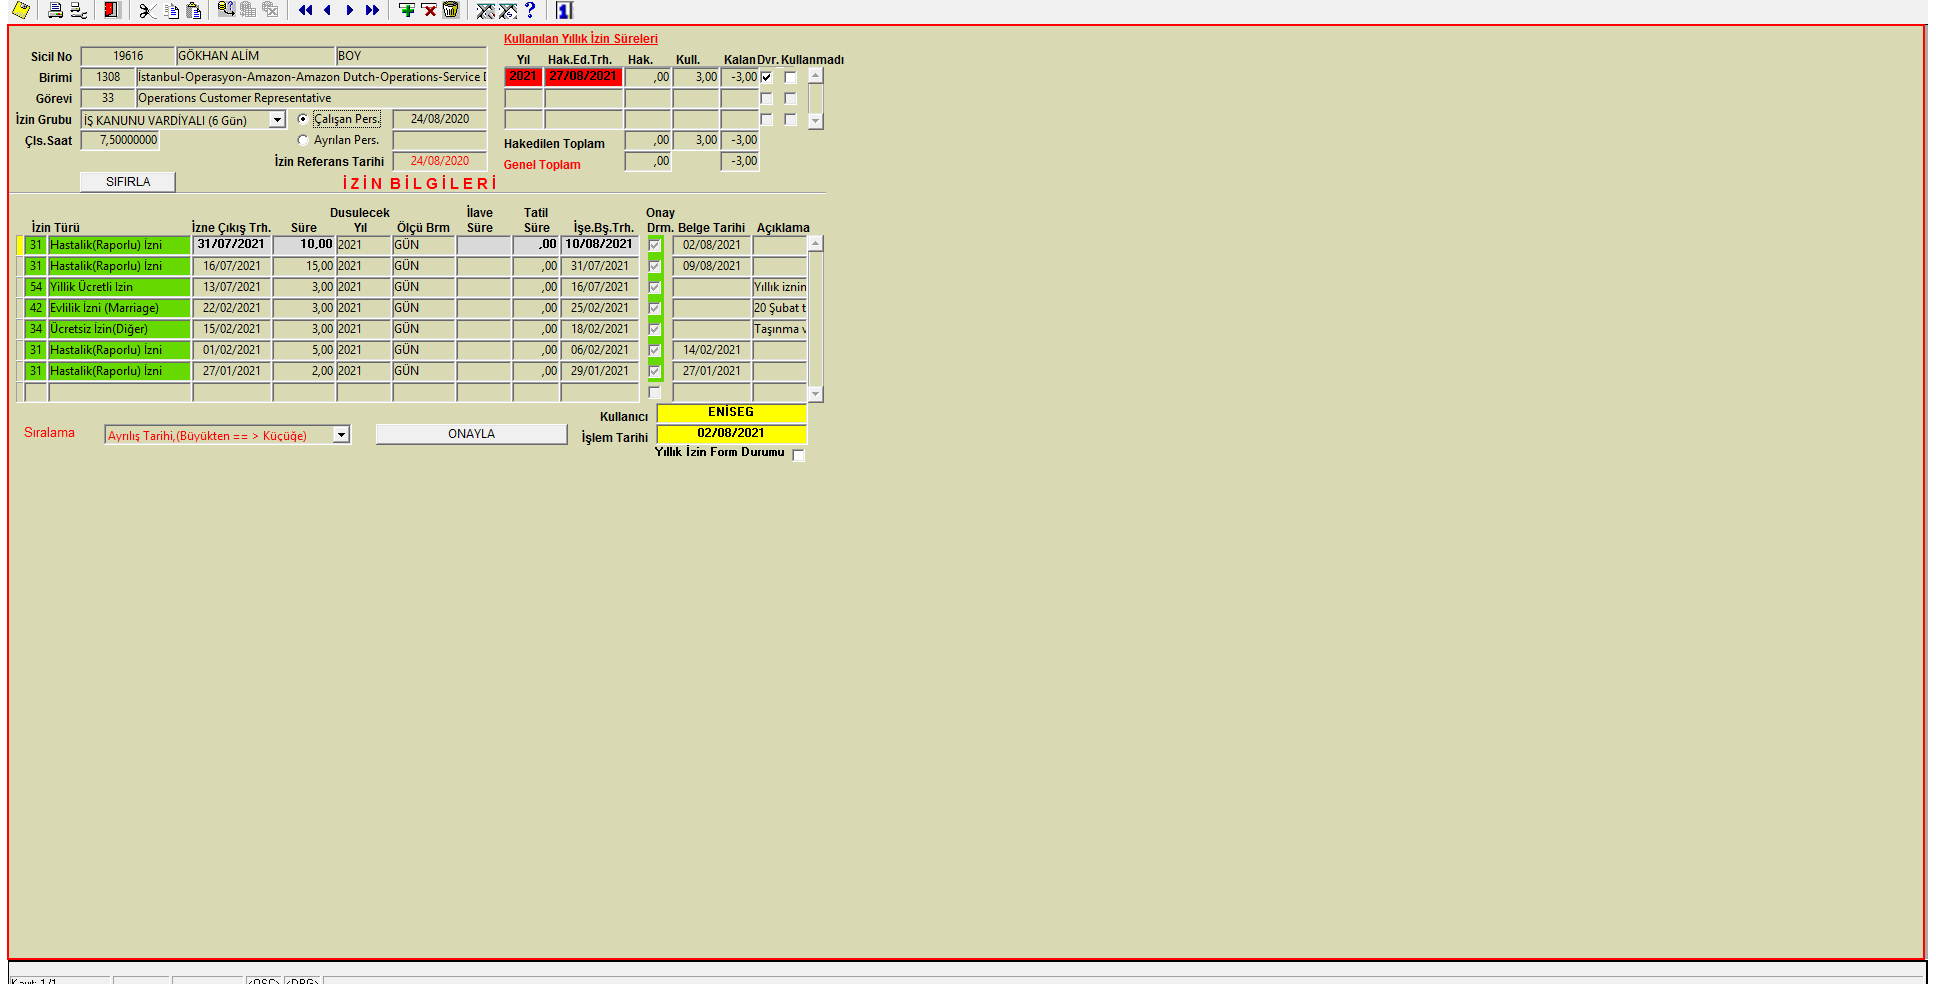 Kullanılan Yıllık İzin Süreleri
Sicil No 19616 GÖKHAN ALİM BOY
Yıl Hak.Ed.Trh. Hak. Kull. Kalan Dvr. Kullanmadı
Birimi 1308 İstanbul-Operasyon-Amazon-Amazon Dutch-Operations-Service
2021 27/08/2021 ,00 3,00 -3,00
Görevi 33 Operations Customer Representative
İzin Grubu İŞ KANUNU VARDİYALI (6 Gün) Çalışan Pers. 24/08/2020
Çls.Saat 7,50000000 Ayrılan Pers.
Hakedilen Toplam ,00 3,00 -3,00
İzin Referans Tarihi 24/08/2020
Genel Toplam ,00 -3,00
SIFIRLA
İZİN BİLGİLERİ
İzin Türü İzne Çıkış Trh. Süre Dusulecek Yıl Ölçü Brm İlave Süre Tatil Süre İşe.Bş.Trh. Onay Drm. Belge Tarihi Açıklama
31 Hastalik(Raporlu) İzni 31/07/2021 10,00 2021 GÜN ,00 10/08/2021 02/08/2021
31 Hastalik(Raporlu) İzni 16/07/2021 15,00 2021 GÜN ,00 31/07/2021 09/08/2021
54 Yillik Ücretli Izin 13/07/2021 3,00 2021 GÜN ,00 16/07/2021 Yıllık iznin
42 Evlilik İzni (Marriage) 22/02/2021 3,00 2021 GÜN ,00 25/02/2021 20 Şubat t
34 Ücretsiz İzin(Diğer) 15/02/2021 3,00 2021 GÜN ,00 18/02/2021 Taşınma v
31 Hastalik(Raporlu) İzni 01/02/2021 5,00 2021 GÜN ,00 06/02/2021 14/02/2021
31 Hastalik(Raporlu) İzni 27/01/2021 2,00 2021 GÜN ,00 29/01/2021 27/01/2021
Kullanıcı ENİSEG
Sıralama Ayrılış Tarihi,(Büyükten == > Küçüğe) ONAYLA İşlem Tarihi 02/08/2021
Yıllık İzin Form Durumu
Kayıt: 1/1 <OSC> <DBG>